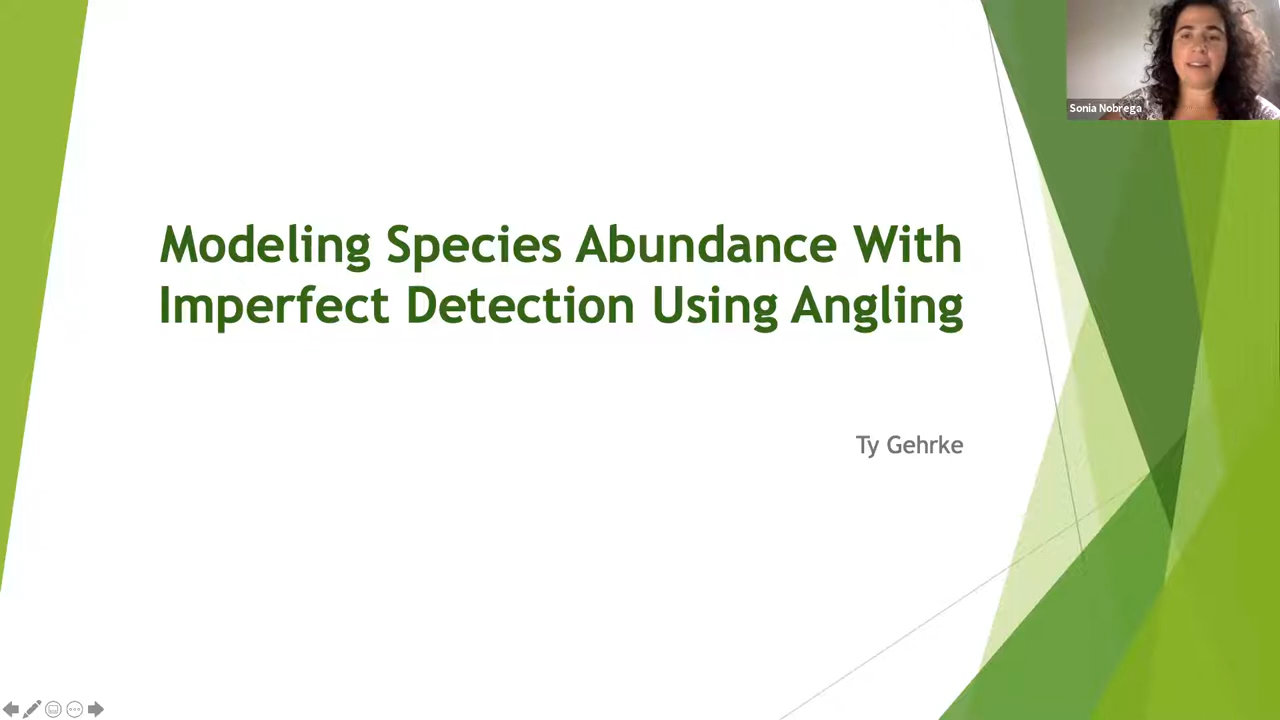 Sonia Nobrega
Modeling Species Abundance With
Imperfect Detection Using Angling
Ty Gehrke